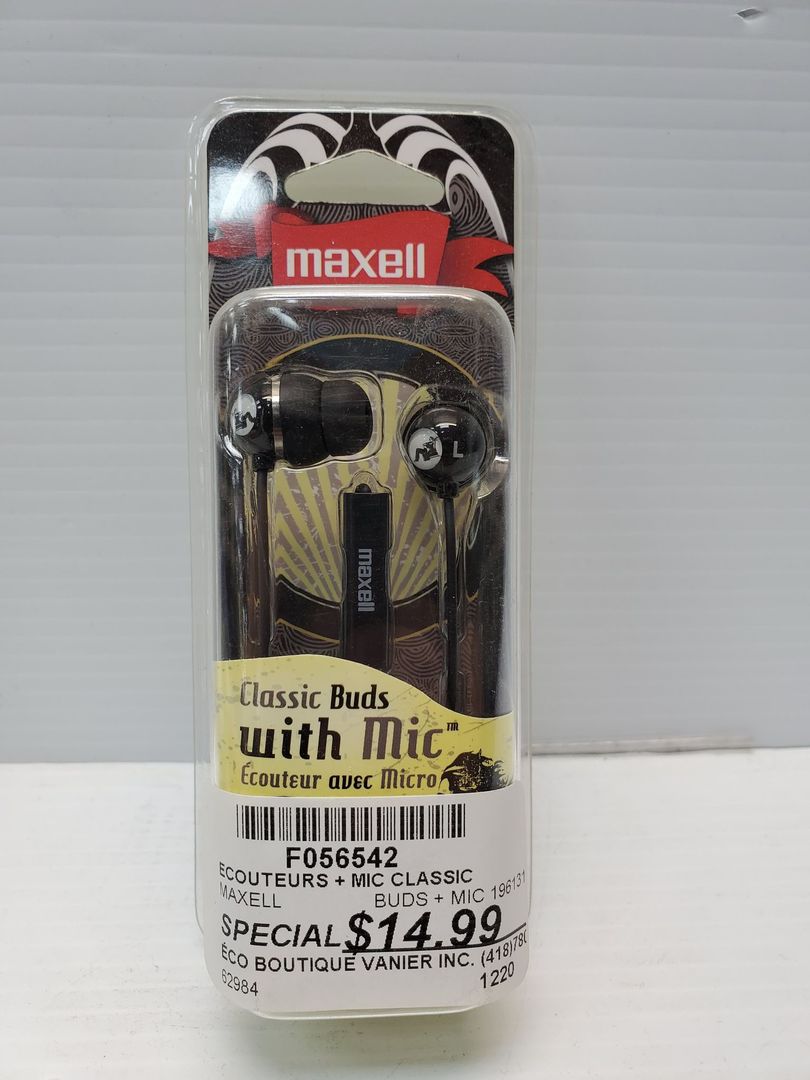 maxell
L
maxell
Classic Buds
with Mic™
Écouteur avec Micro
F056542
ECOUTEURS + MIC CLASSIC
MAXELL BUDS + MIC 196131
SPECIAL $14.99
ÉCO BOUTIQUE VANIER INC. (418)780
62984 1220